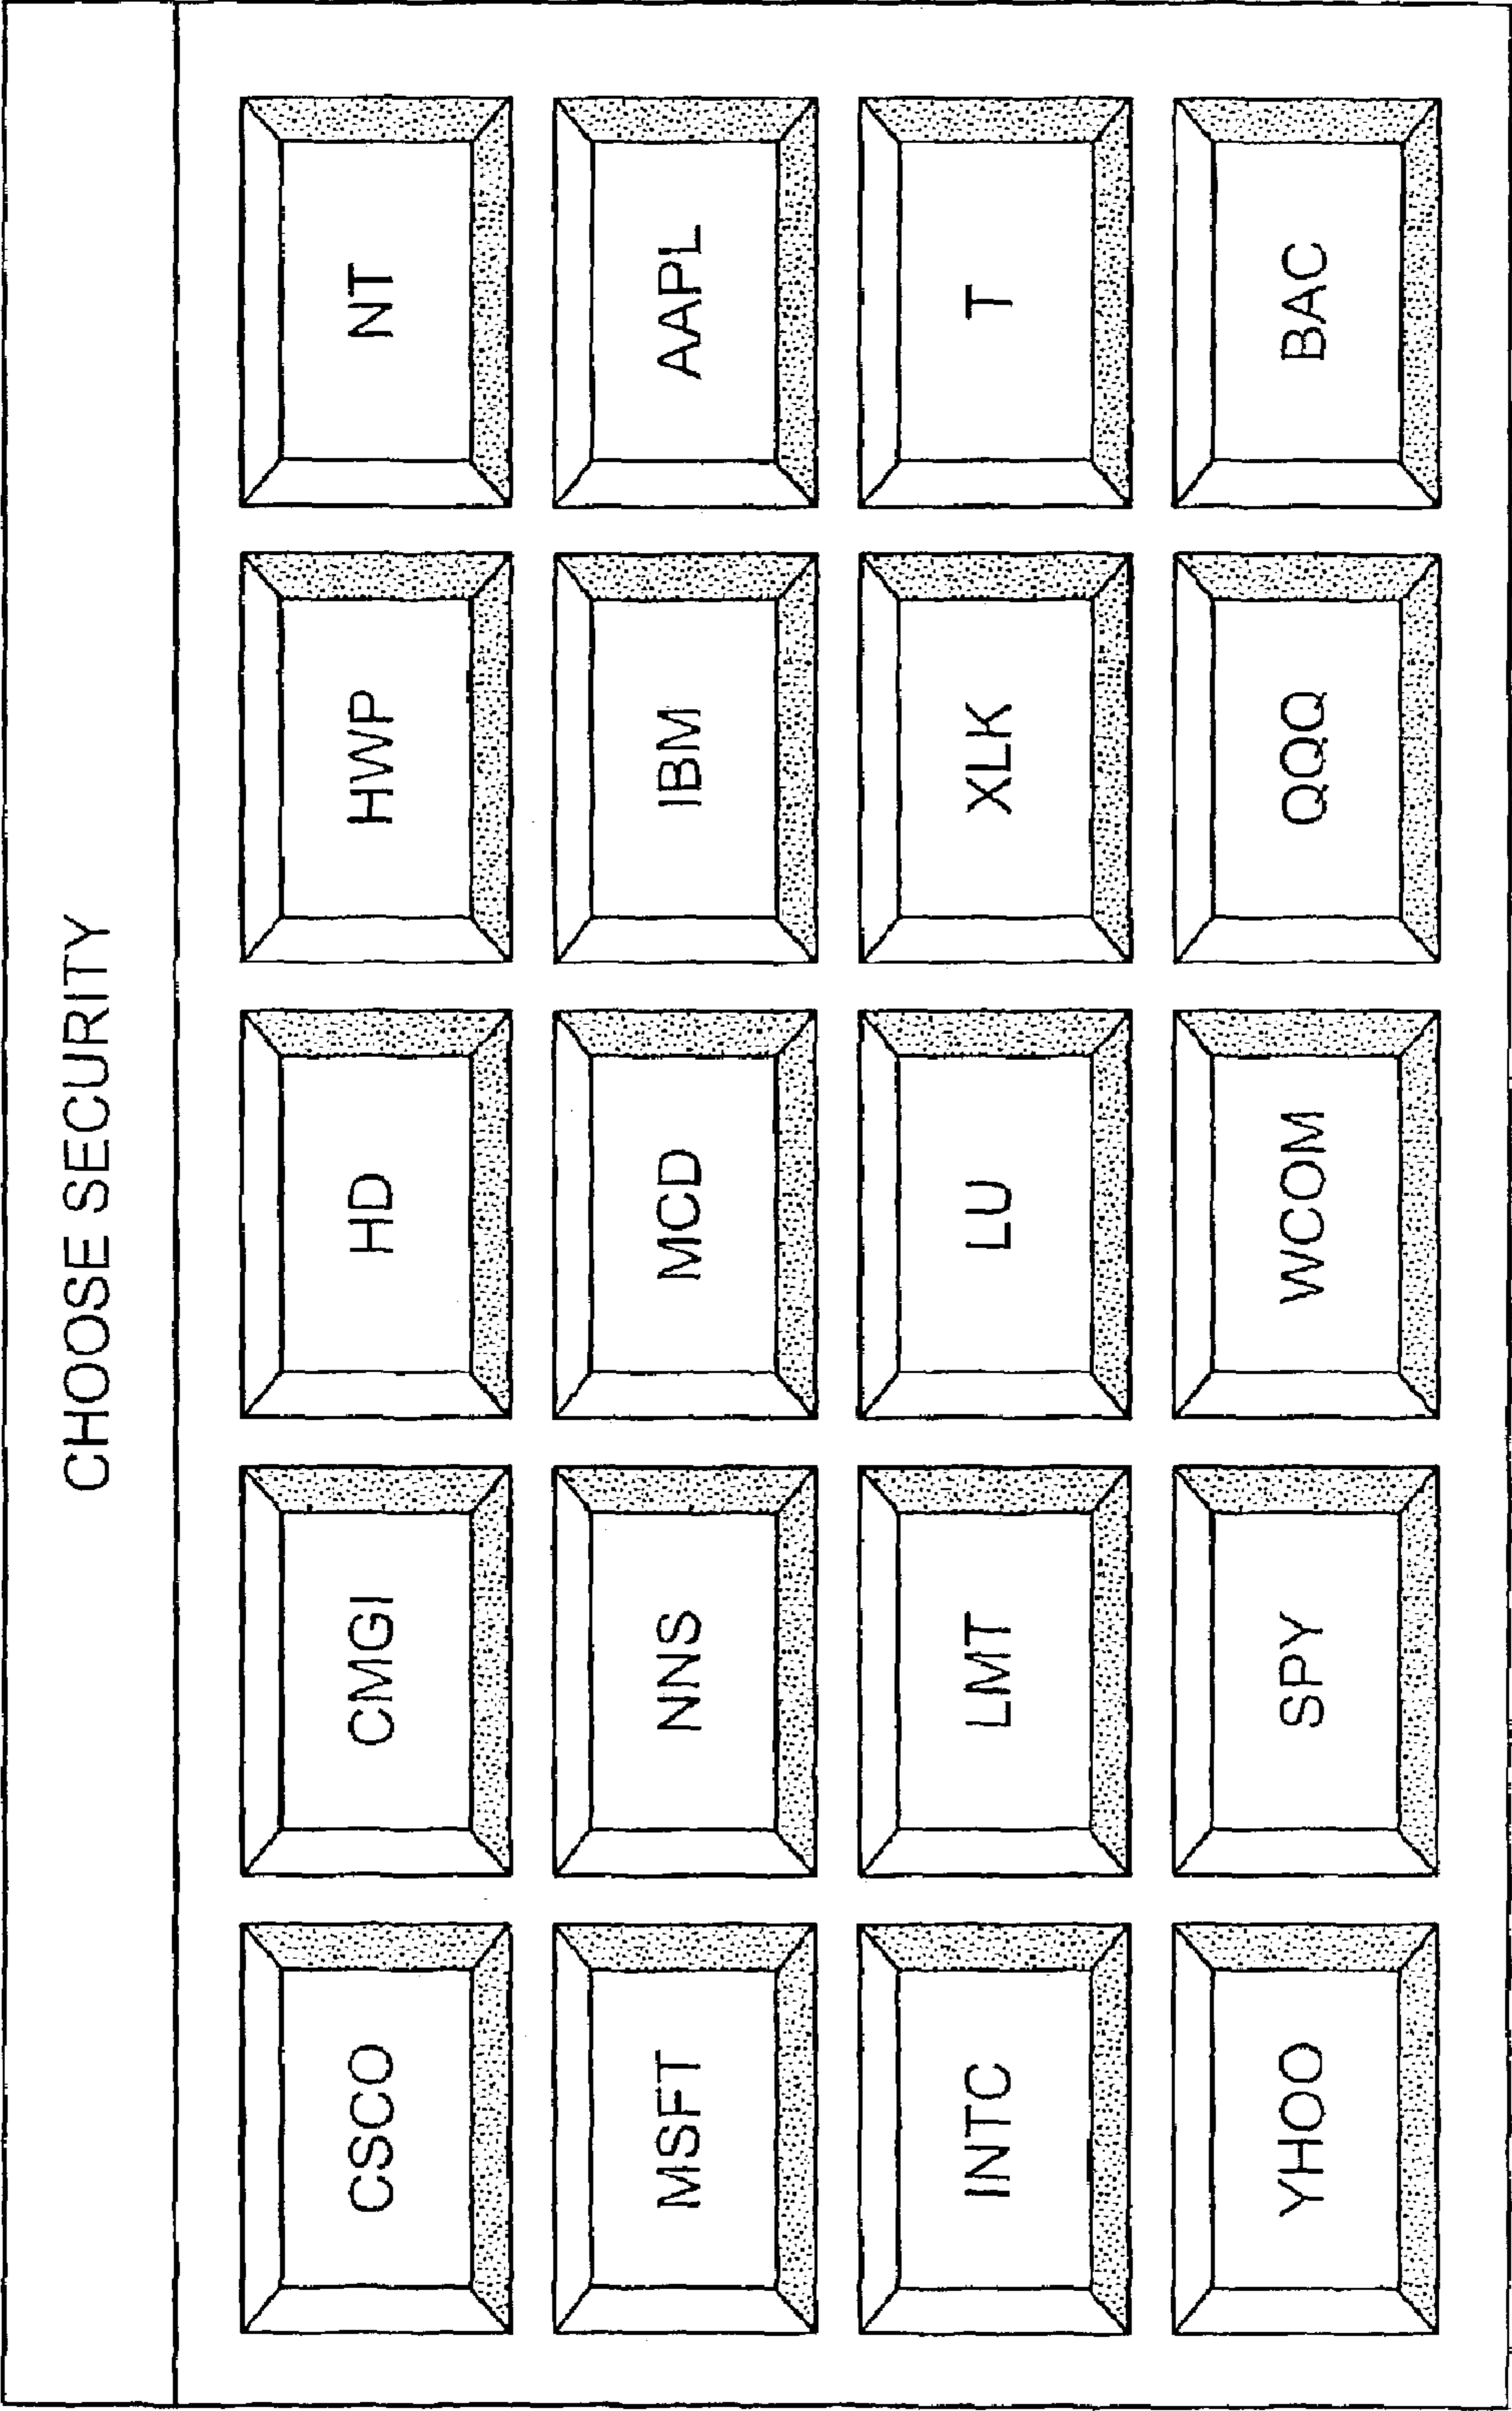 CHOOSE SECURITY
CSCO CMGI HD HWP NT
MSFT NNS MCD IBM AAPL
INTC LMT LU XLK T
YHOO SPY WCOM QQQ BAC